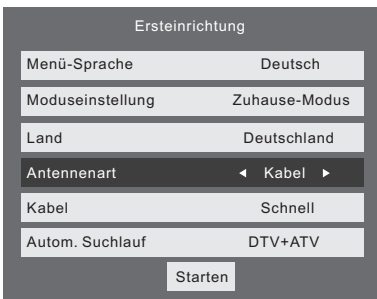 Ersteinrichtung
Menü-Sprache Deutsch
Moduseinstellung Zuhause-Modus
Land Deutschland
Antennenart Kabel
Kabel Schnell
Autom. Suchlauf DTV+ATV
Starten